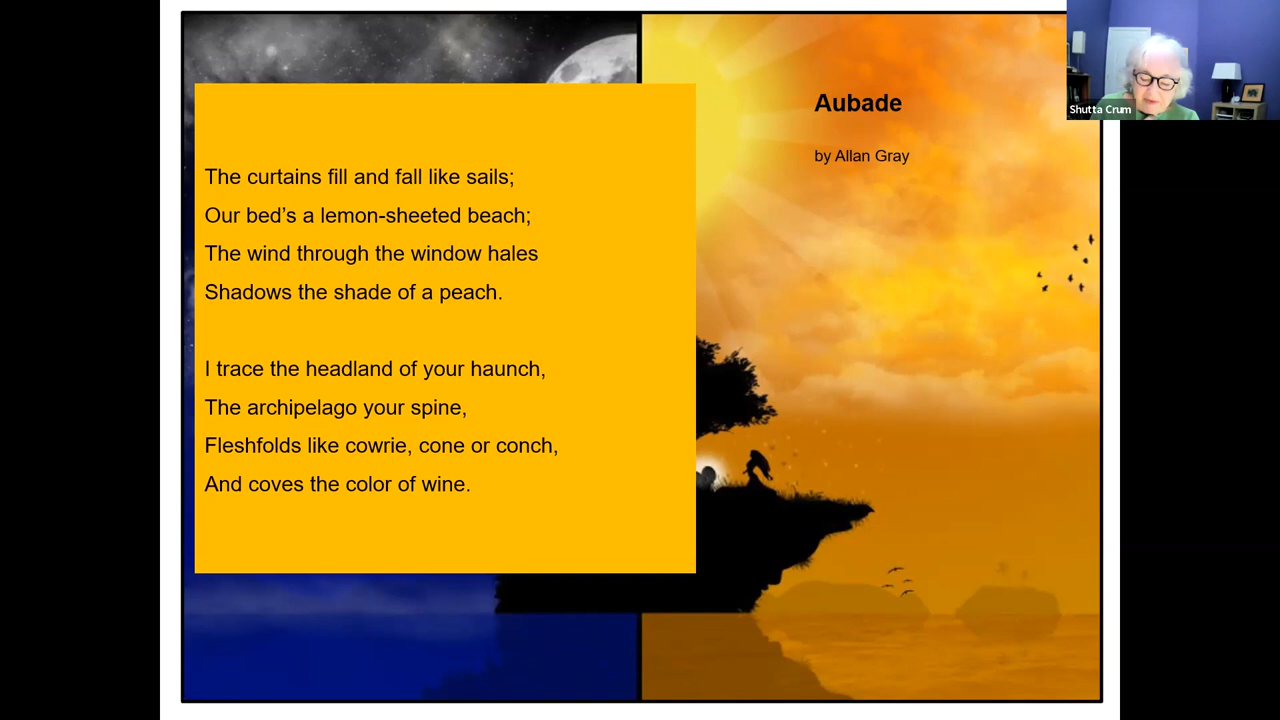 Aubade
by Allan Gray
The curtains fill and fall like sails;
Our bed’s a lemon-sheeted beach;
The wind through the window hales
Shadows the shade of a peach.
I trace the headland of your haunch,
The archipelago your spine,
Fleshfolds like cowrie, cone or conch,
And coves the color of wine.
Shutta Crum